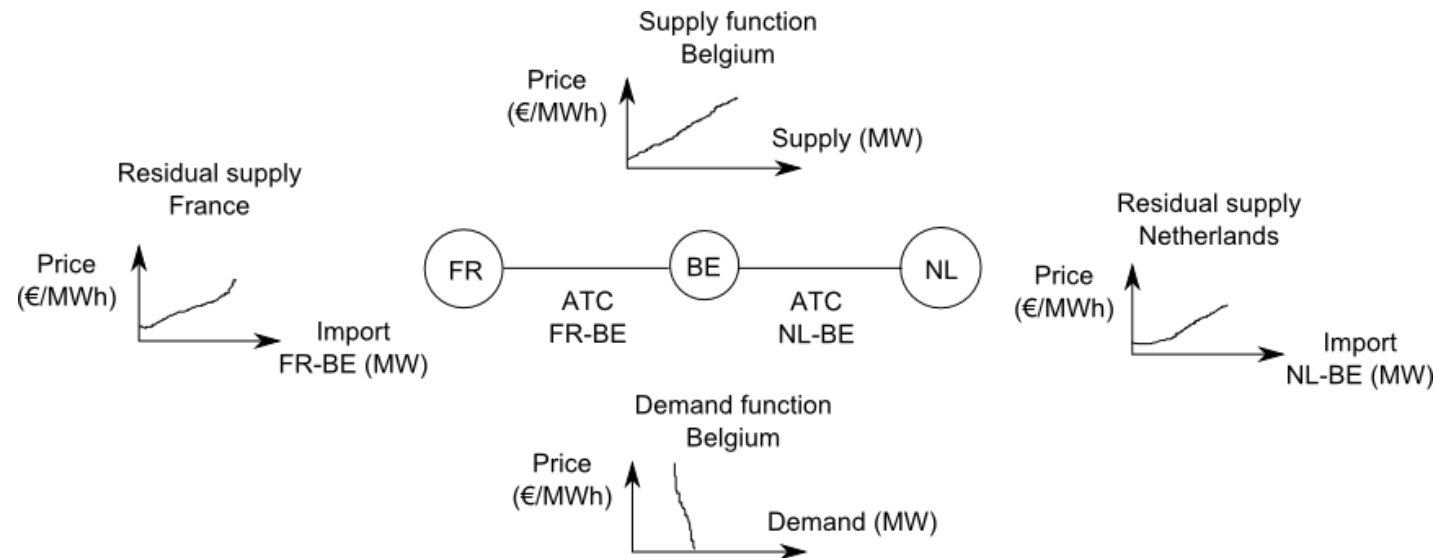 Supply function
Belgium
Price
(€/MWh)
Supply (MW)
Residual supply
France
Price
(€/MWh)
Import
FR-BE (MW)
FR
BE
NL
ATC
FR-BE
ATC
NL-BE
Residual supply
Netherlands
Price
(€/MWh)
Import
NL-BE (MW)
Demand function
Belgium
Price
(€/MWh)
Demand (MW)